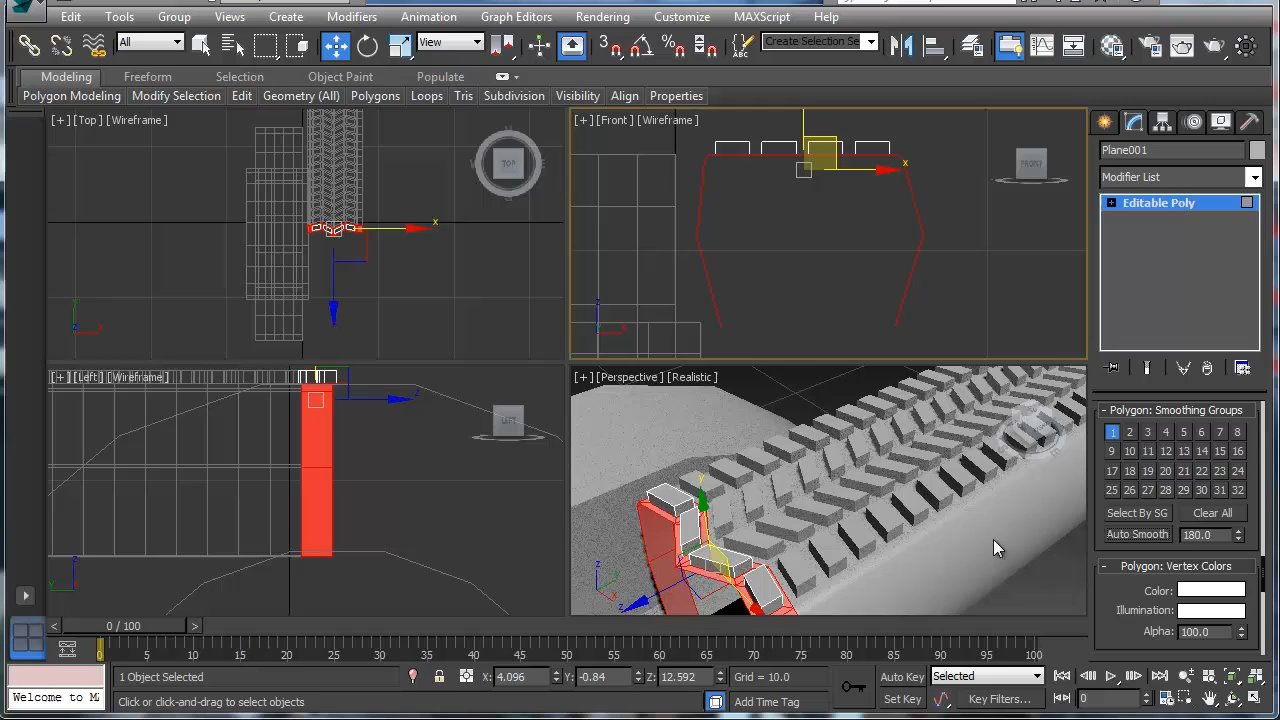 Edit Tools Group Views Create Modifiers Animation Graph Editors Rendering Customize MAXScript Help
All View 3 % ABC Create Selection Se
Modeling Freeform Selection Object Paint Populate
Polygon Modeling Modify Selection Edit Geometry (All) Polygons Loops Tris Subdivision Visibility Align Properties
[+] [Top] [Wireframe] TOP x y z x
[+] [Front] [Wireframe] FRONT x z x
Plane001
Modifier List
Editable Poly
[+] [Left] [Wireframe] LEFT z z y
[+] [Perspective] [Realistic] y z y x z
Polygon: Smoothing Groups
1 2 3 4 5 6 7 8
9 10 11 12 13 14 15 16
17 18 19 20 21 22 23 24
25 26 27 28 29 30 31 32
Select By SG Clear All
Auto Smooth 180.0
Polygon: Vertex Colors
Color:
Illumination:
Alpha: 100.0
< 0 / 100 >
0 5 10 15 20 25 30 35 40 45 50 55 60 65 70 75 80 85 90 95 100
1 Object Selected X: 4.096 Y: -0.84 Z: 12.592 Grid = 10.0 Auto Key Selected
Welcome to M
Click or click-and-drag to select objects Add Time Tag Set Key Key Filters... 0